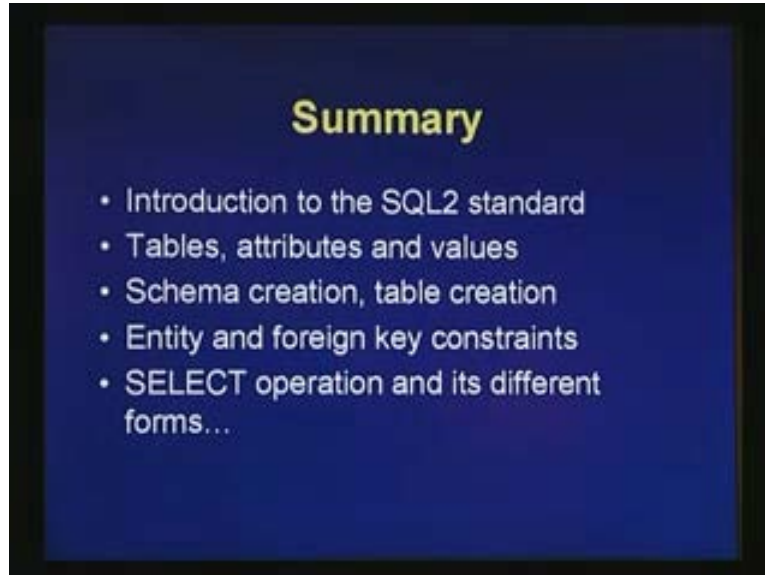 Summary
• Introduction to the SQL2 standard
• Tables, attributes and values
• Schema creation, table creation
• Entity and foreign key constraints
• SELECT operation and its different
forms...